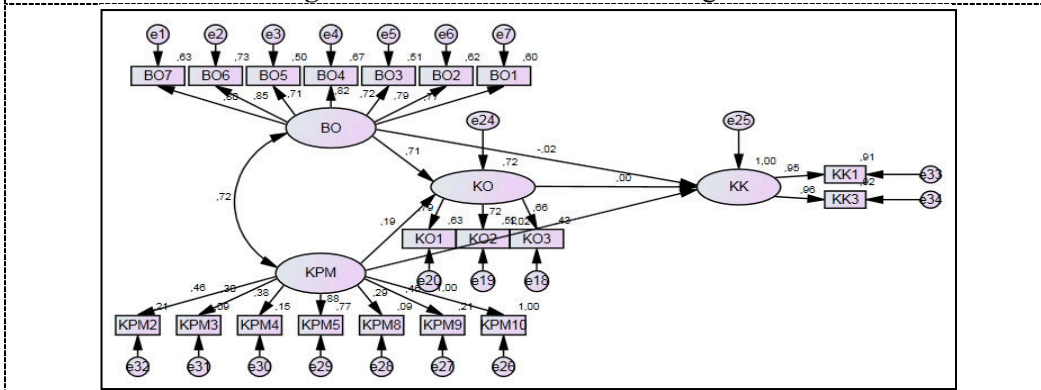 e1 e2 e3 e4 e5 e6 e7
,63 ,73 ,50 ,67 ,51 ,62 ,60
BO7 BO6 BO5 BO4 BO3 BO2 BO1
,85 ,71 ,82 ,72 ,79
BO
e24 e25
,71 -,02
,72 1,00 ,95 ,91
KK1 e33
KO ,00 KK
,96
KK3 e34
,72
,19 ,72 ,66 ,43
,63
KO1 KO2 KO3
KPM
e20 e19 e18
,46 ,38 ,88 ,29 1,00
,21 ,15 ,77 ,09 ,21 1,00
KPM2 KPM3 KPM4 KPM5 KPM8 KPM9 KPM10
e32 e31 e30 e29 e28 e27 e26